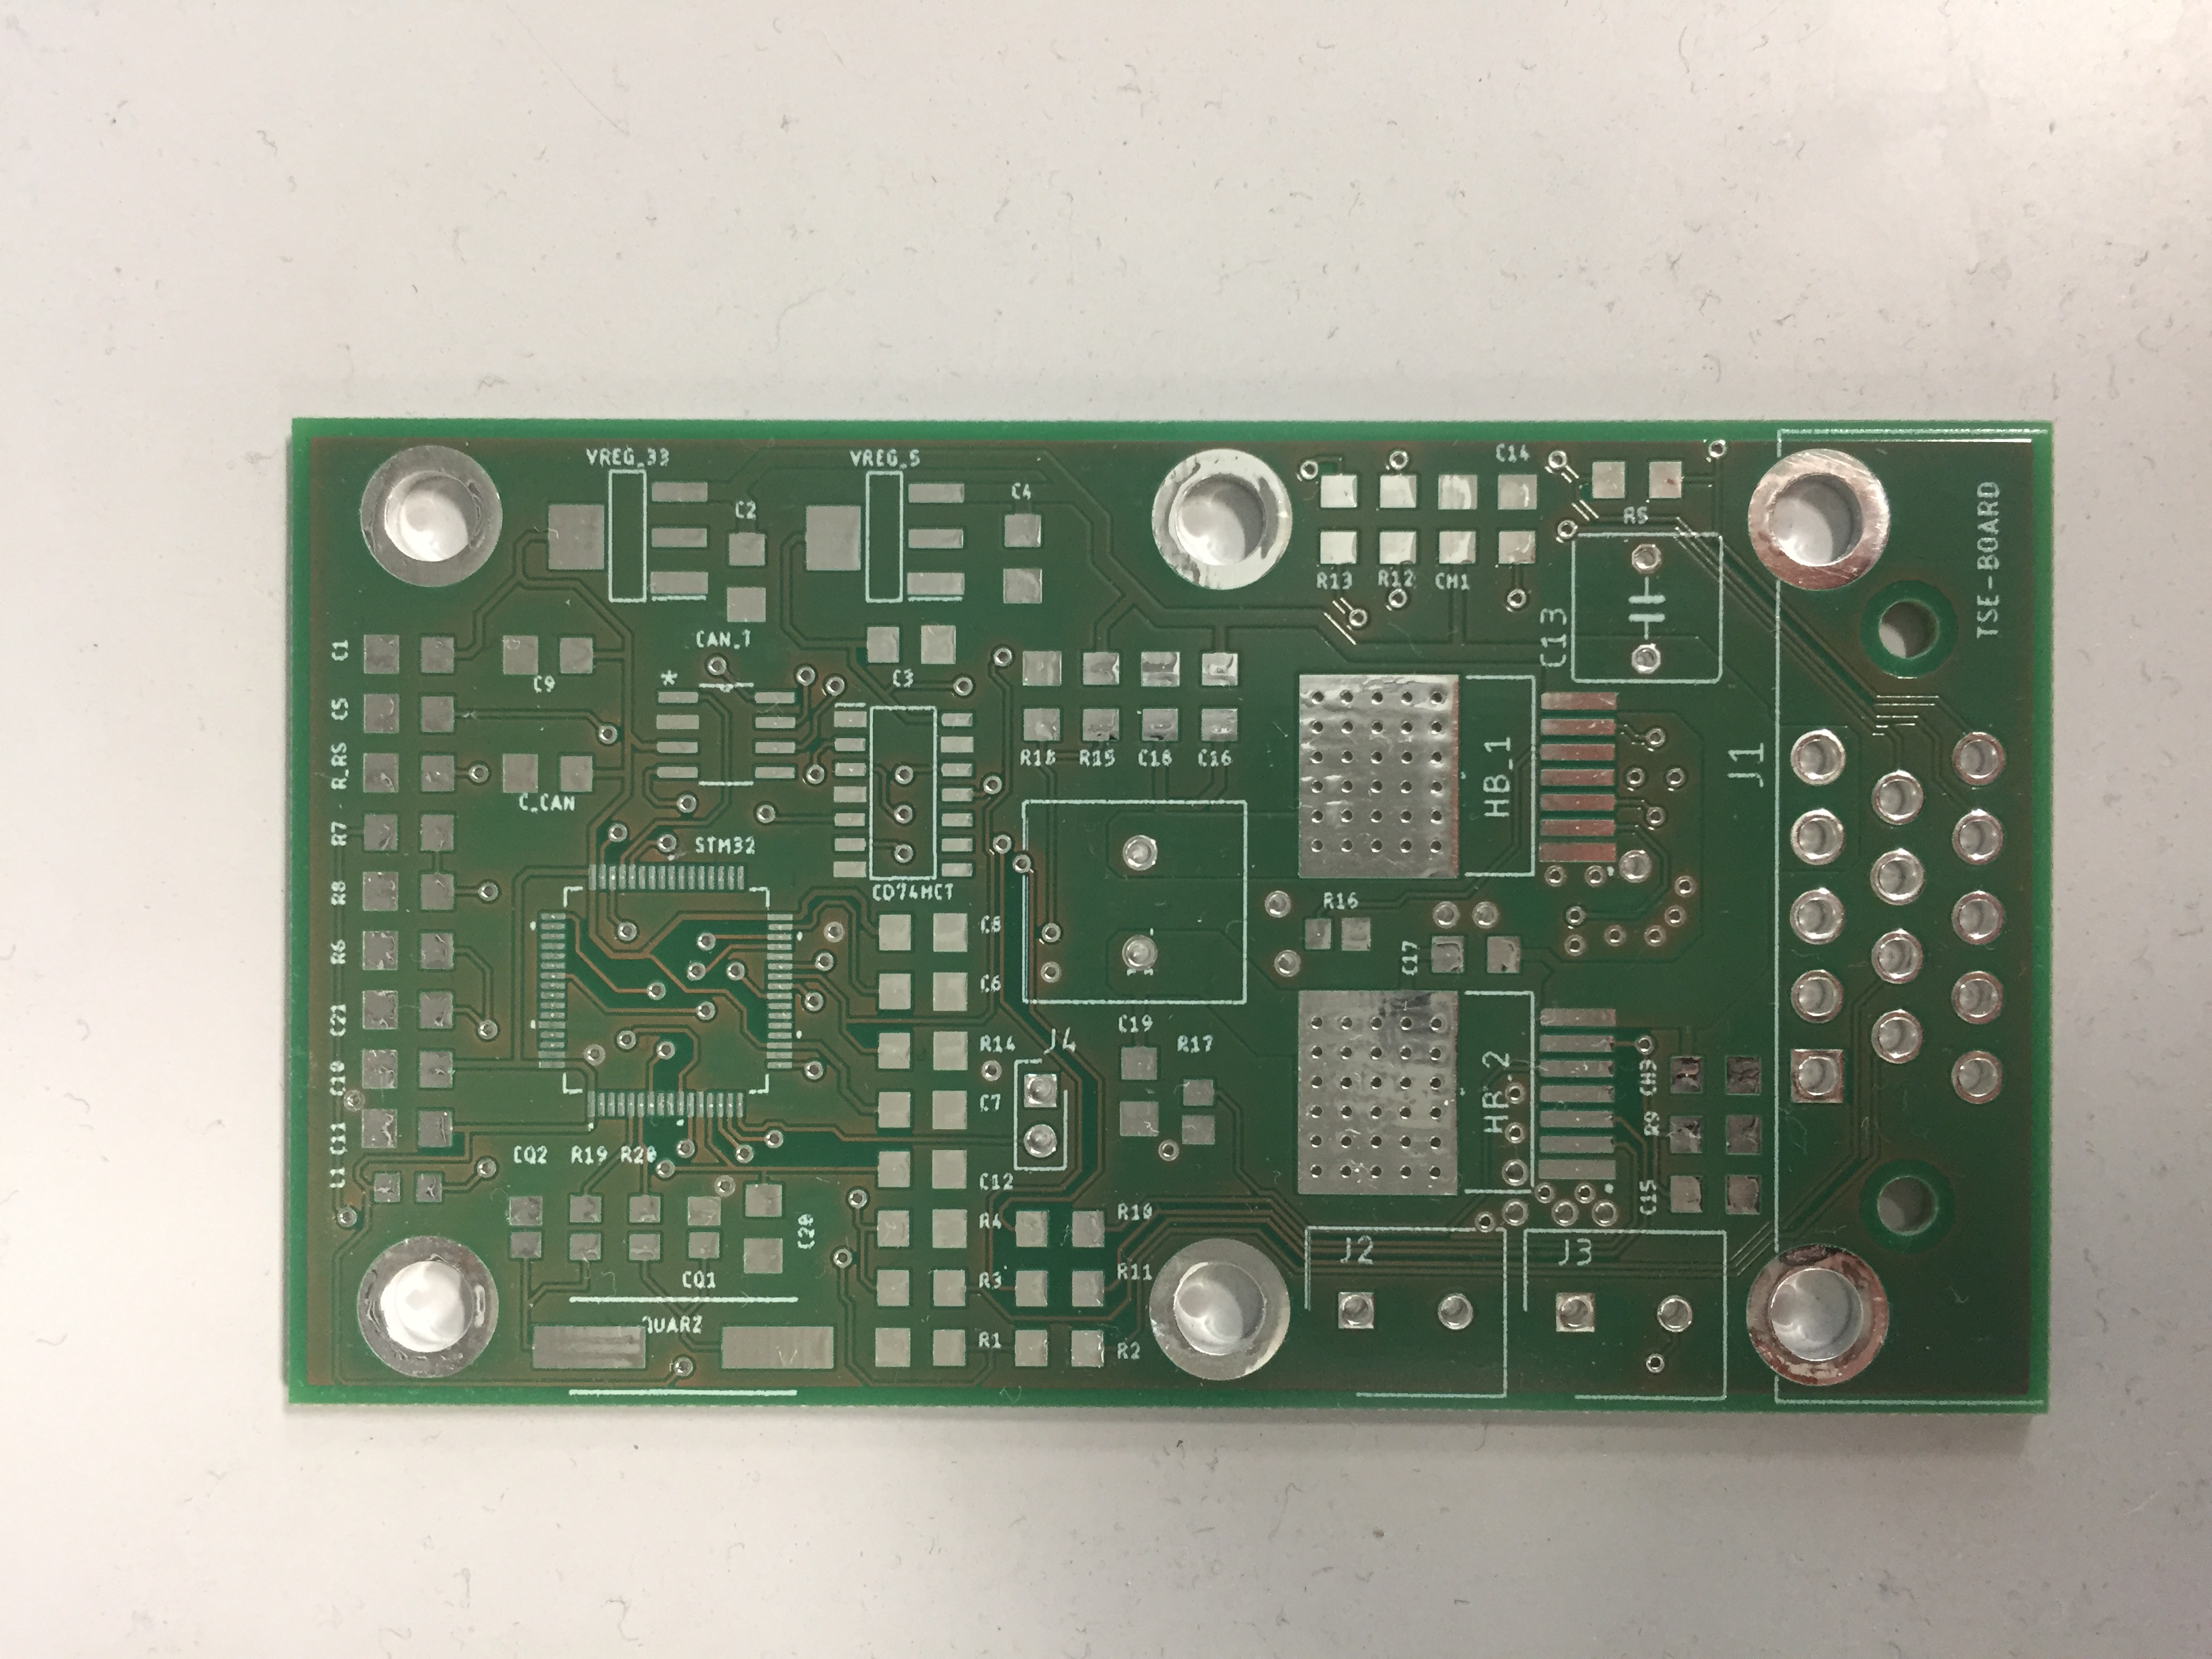 L1 C11 C10 C21 R6 R8 R7 R_RS C5 C1
CQ2
C_CAN
C9
R19 R20
VREG_33
QUARZ
CQ1
STM32
CAN_T
C2
C20
CD74HCT
C3
VREG_5
R1 R3 R4 C12 C7 R14 C6 C8
J4
R18
C4
R15
R2 R11 R10
C19
C18
R17
C16
J2
R16
R13
R12
C17
CH1
HB_2
HB_1
C14
J3
C13
R5
C15 R9 CH3
J1
TSE-BOARD